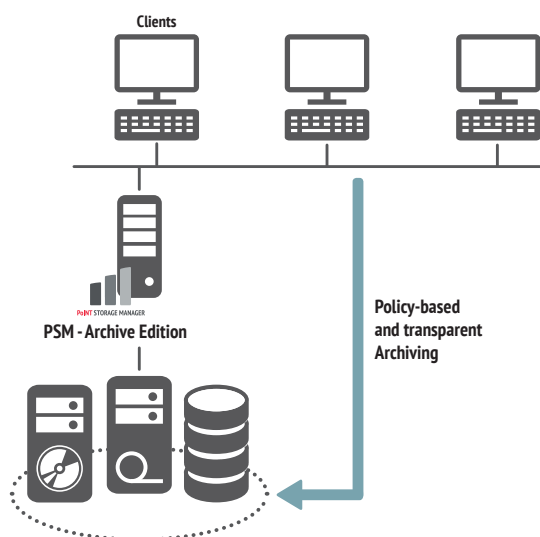 Clients
PoINT STORAGE MANAGER
PSM - Archive Edition
Policy-based
and transparent
Archiving